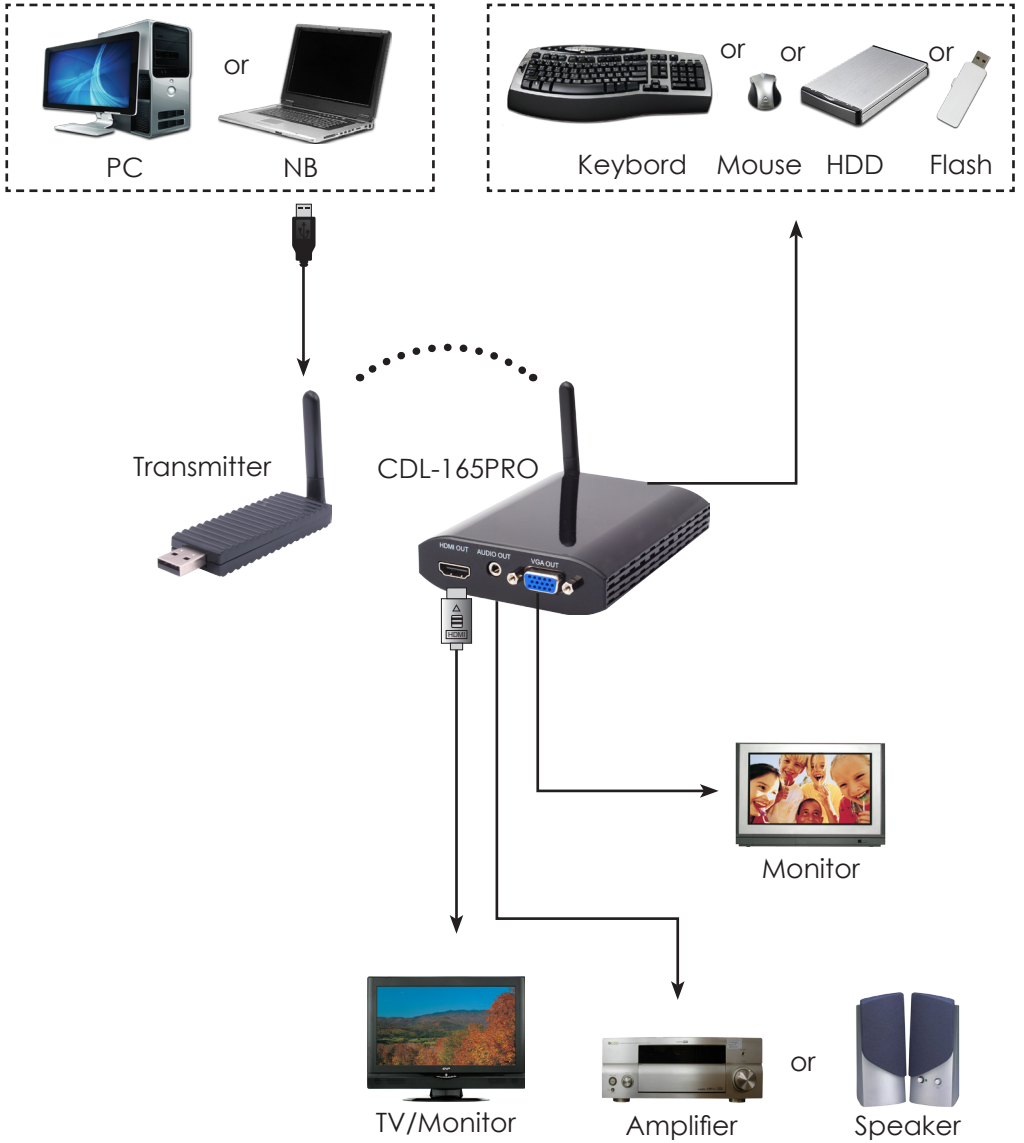 or
or
or
or
PC
NB
Keybord
Mouse
HDD
Flash
Transmitter
CDL-165PRO
HDMI OUT
AUDIO OUT
VGA OUT
HDMI
Monitor
or
TV/Monitor
Amplifier
Speaker